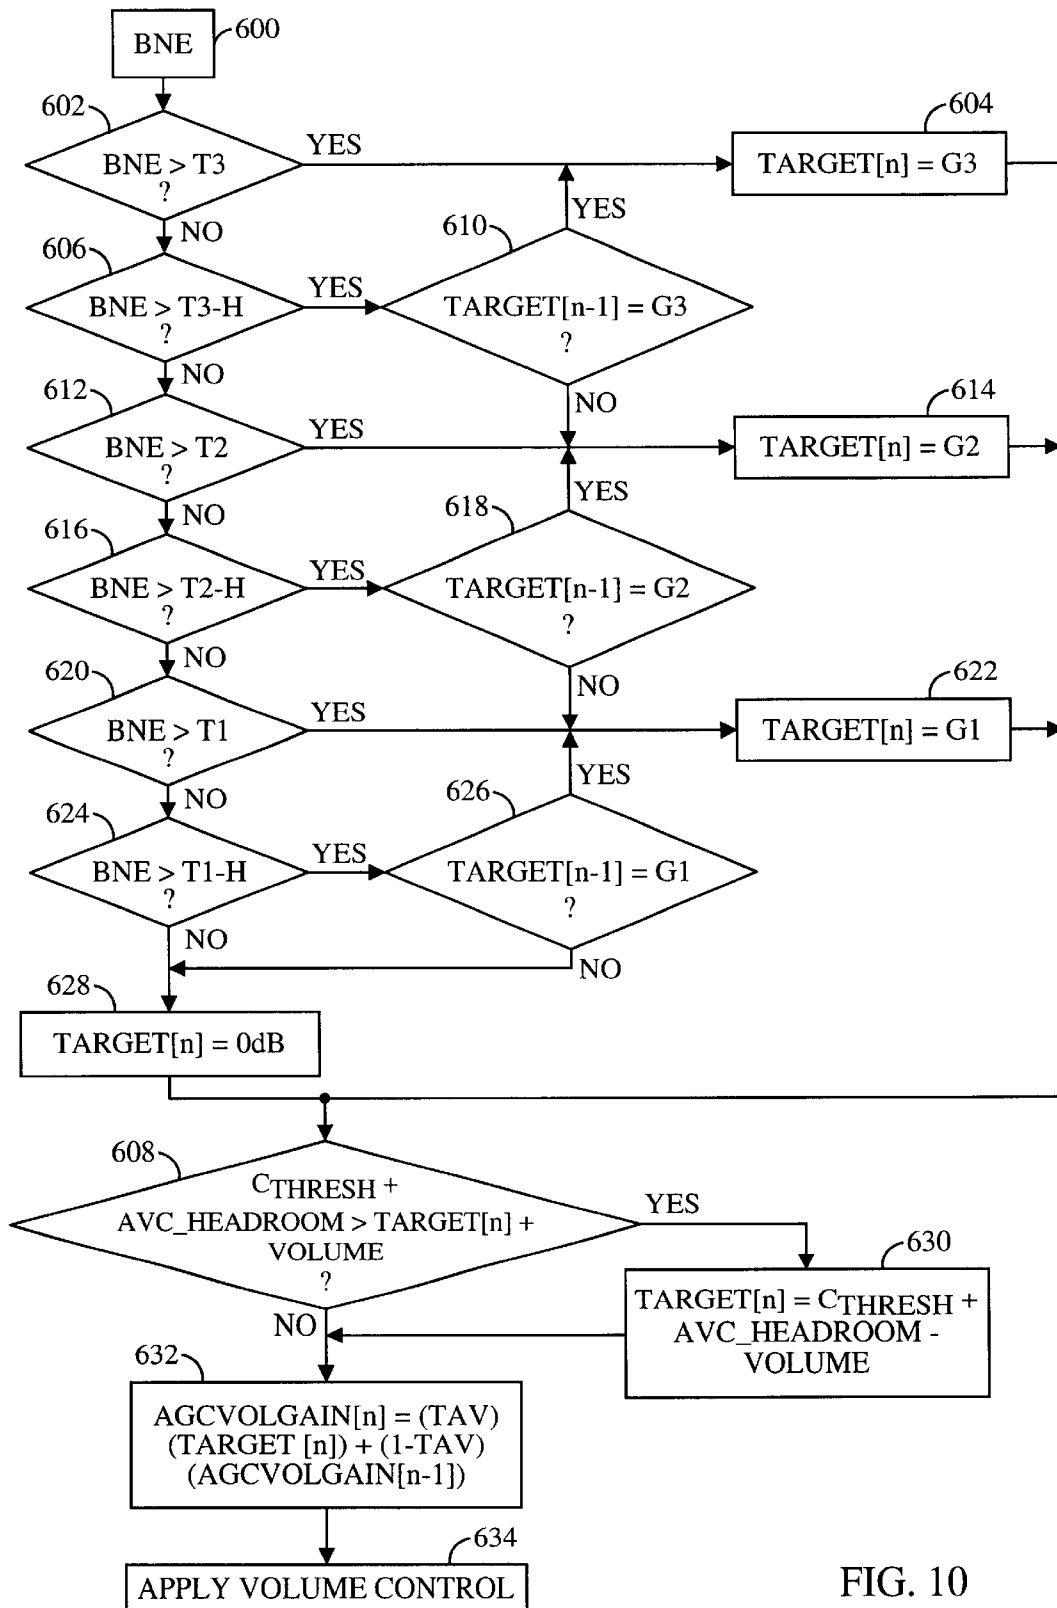 BNE
600
602
BNE > T3
?
YES
604
TARGET[n] = G3
NO
606
BNE > T3-H
?
YES
610
YES
TARGET[n-1] = G3
?
NO
612
BNE > T2
?
YES
NO
614
TARGET[n] = G2
NO
616
BNE > T2-H
?
YES
618
YES
TARGET[n-1] = G2
?
NO
620
BNE > T1
?
YES
NO
622
TARGET[n] = G1
NO
624
BNE > T1-H
?
YES
626
YES
TARGET[n-1] = G1
?
NO
NO
628
TARGET[n] = 0dB
608
CTHRESH +
AVC_HEADROOM > TARGET[n] +
VOLUME
?
YES
630
TARGET[n] = CTHRESH +
AVC_HEADROOM -
VOLUME
NO
632
AGCVOLGAIN[n] = (TAV)
(TARGET [n]) + (1-TAV)
(AGCVOLGAIN[n-1])
634
APPLY VOLUME CONTROL
FIG. 10